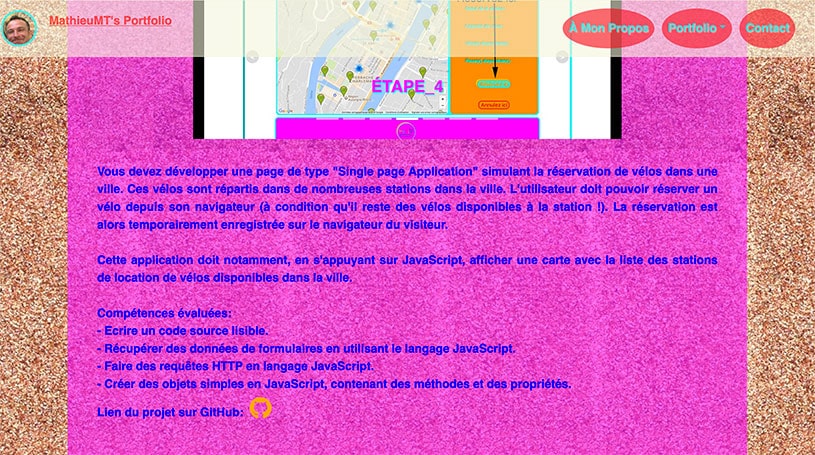 MathieuMT's Portfolio
À Mon Propos
Portfolio
Contact
ÉTAPE_4
Annulez ici
Google
Vous devez développer une page de type "Single page Application" simulant la réservation de vélos dans une
ville. Ces vélos sont répartis dans de nombreuses stations dans la ville. L'utilisateur doit pouvoir réserver un
vélo depuis son navigateur (à condition qu'il reste des vélos disponibles à la station !). La réservation est
alors temporairement enregistrée sur le navigateur du visiteur.
Cette application doit notamment, en s'appuyant sur JavaScript, afficher une carte avec la liste des stations
de location de vélos disponibles dans la ville.
Compétences évaluées:
- Ecrire un code source lisible.
- Récupérer des données de formulaires en utilisant le langage JavaScript.
- Faire des requêtes HTTP en langage JavaScript.
- Créer des objets simples en JavaScript, contenant des méthodes et des propriétés.
Lien du projet sur GitHub: